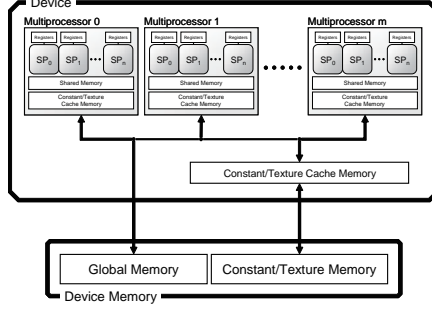 Device
Multiprocessor 0
Multiprocessor 1
Multiprocessor m
Registers Registers Registers
Registers Registers Registers
Registers Registers Registers
SP0 SP1 ••• SPn
SP0 SP1 ••• SPn
SP0 SP1 ••• SPn
•••••
Shared Memory
Shared Memory
Shared Memory
Constant/Texture
Cache Memory
Constant/Texture
Cache Memory
Constant/Texture
Cache Memory
Constant/Texture Cache Memory
Global Memory
Constant/Texture Memory
Device Memory